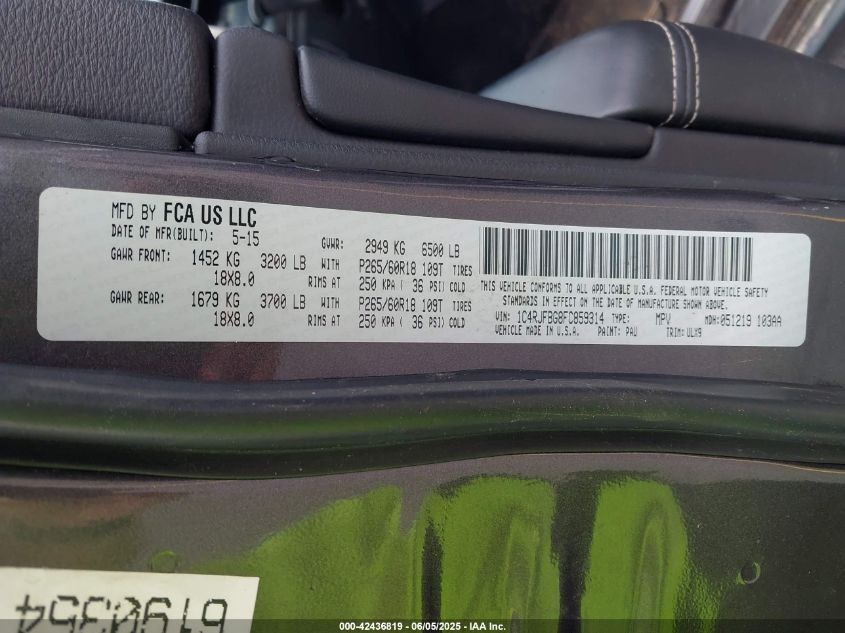 MFD BY FCA US LLC
DATE OF MFR(BUILT): 5-15 GVWR: 2949 KG 6500 LB
GAWR FRONT: 1452 KG 3200 LB WITH P265/60R18 109T TIRES
18X8.0 RIMS AT 250 KPA ( 36 PSI) COLD
GAWR REAR: 1679 KG 3700 LB WITH P265/60R18 109T TIRES
18X8.0 RIMS AT 250 KPA ( 36 PSI) COLD
THIS VEHICLE CONFORMS TO ALL APPLICABLE U.S.A. FEDERAL MOTOR VEHICLE SAFETY
STANDARDS IN EFFECT ON THE DATE OF MANUFACTURE SHOWN ABOVE.
VIN: 1C4RJFBG8FC859314 TYPE: MPV MDH: 051219 103AA
VEHICLE MADE IN U.S.A. PAINT: PAU TRIM: ULX9
6190354
000-42436819 - 06/05/2025 - IAA Inc.